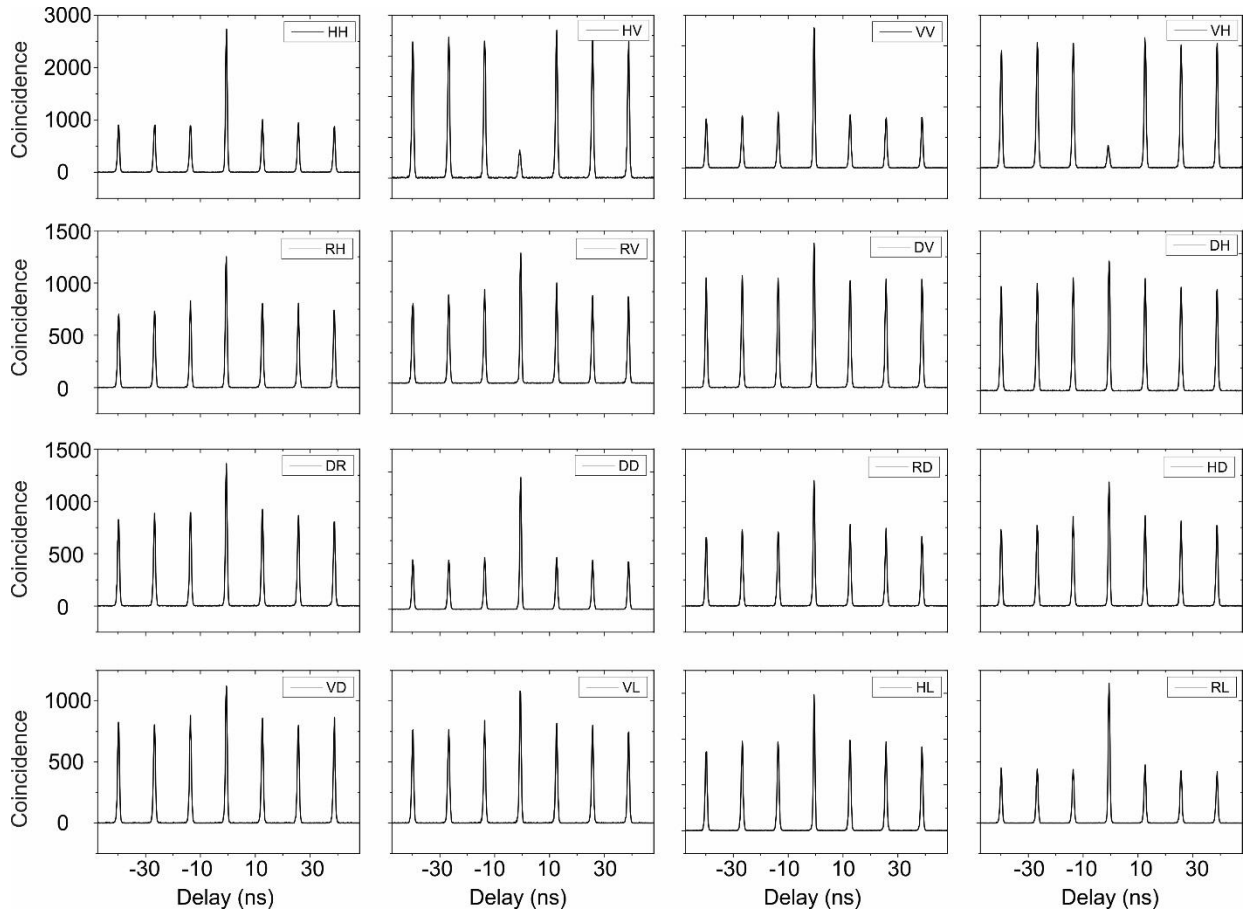 3000
2000
1000
0
Coincidence
HH
HV
VV
VH
1500
1000
500
0
Coincidence
RH
RV
DV
DH
1500
1000
500
0
Coincidence
DR
DD
RD
HD
1000
500
0
Coincidence
VD
VL
HL
RL
-30 -10 10 30
-30 -10 10 30
-30 -10 10 30
-30 -10 10 30
Delay (ns)
Delay (ns)
Delay (ns)
Delay (ns)